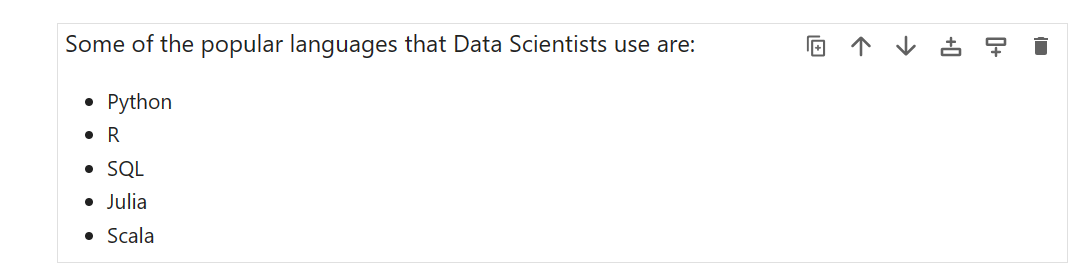 Some of the popular languages that Data Scientists use are:
Python
R
SQL
Julia
Scala